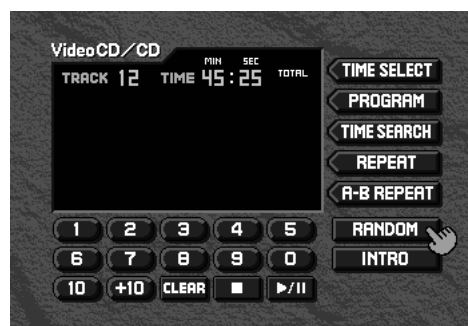 VideoCD/CD
MIN SEC
TRACK 12 TIME 45:25 TOTAL
TIME SELECT
PROGRAM
TIME SEARCH
REPEAT
A-B REPEAT
1 2 3 4 5 RANDOM
6 7 8 9 0 INTRO
10 +10 CLEAR ■ ▶/II